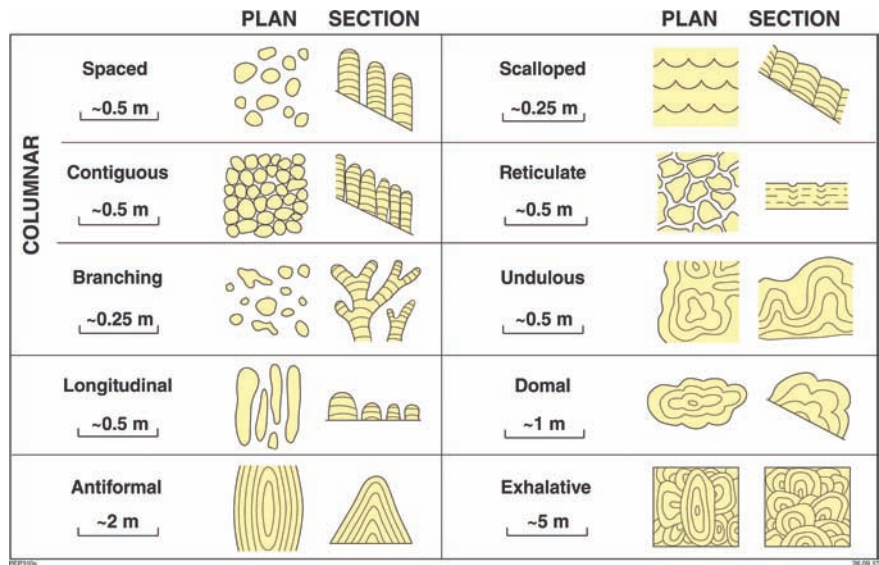 PLAN SECTION PLAN SECTION
COLUMNAR
Spaced
~0.5 m
Scalloped
~0.25 m
Contiguous
~0.5 m
Reticulate
~0.5 m
Branching
~0.25 m
Undulous
~0.5 m
Longitudinal
~0.5 m
Domal
~1 m
Antiformal
~2 m
Exhalative
~5 m